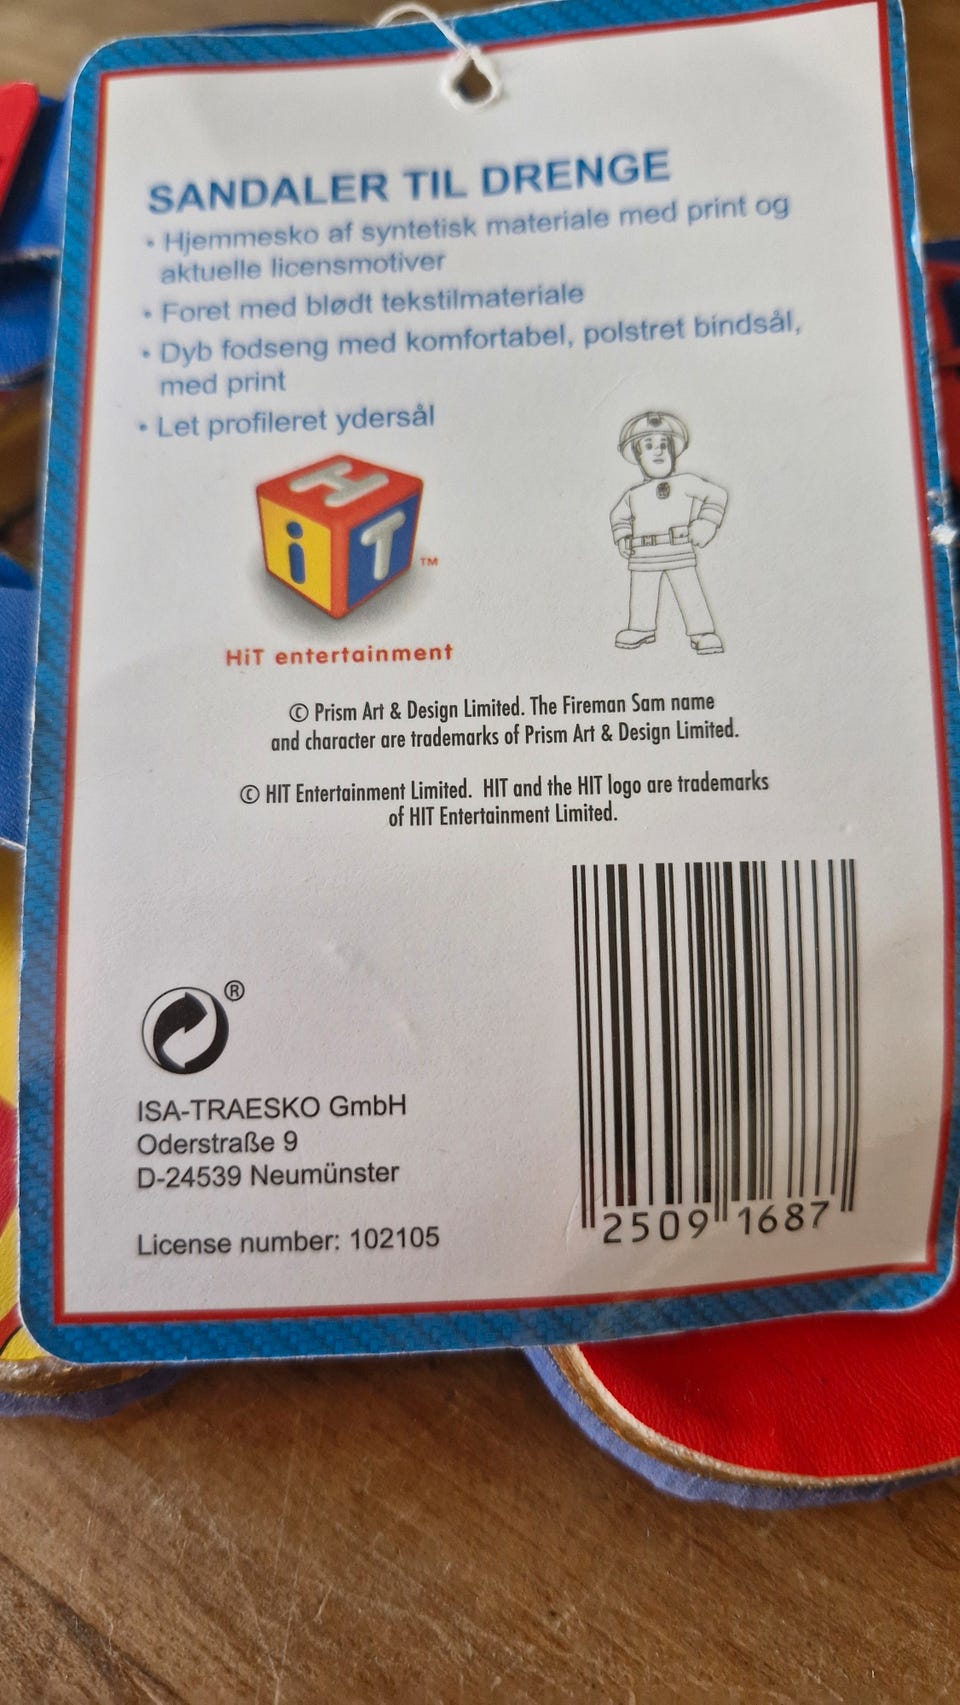 SANDALER TIL DRENGE
• Hjemmesko af syntetisk materiale med print og
aktuelle licensmotiver
• Foret med blødt tekstilmateriale
• Dyb fodseng med komfortabel, polstret bindsål,
med print
• Let profileret ydersål
H
i T ™
HiT entertainment
© Prism Art & Design Limited. The Fireman Sam name
and character are trademarks of Prism Art & Design Limited.
© HIT Entertainment Limited. HIT and the HIT logo are trademarks
of HIT Entertainment Limited.
®
ISA-TRAESKO GmbH
Oderstraße 9
D-24539 Neumünster
License number: 102105
2509 1687